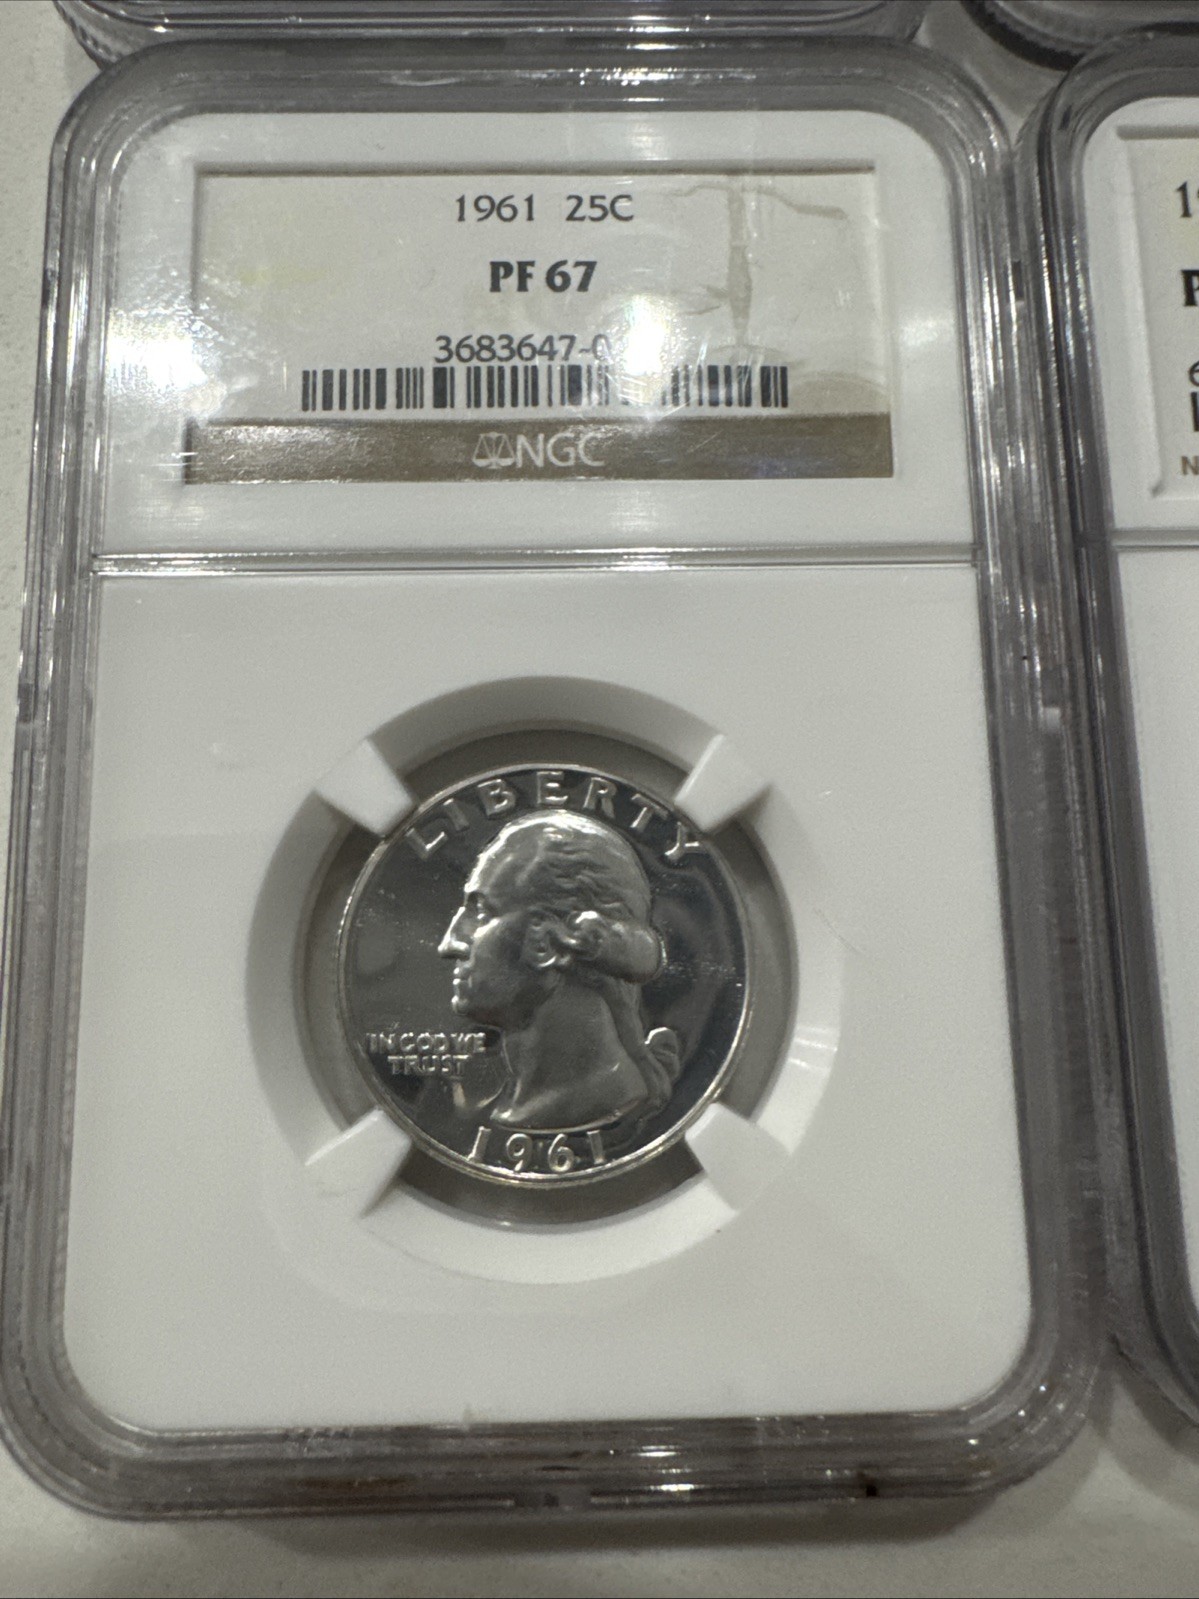 1961 25C
PF 67
3683647-0
NGC
LIBERTY
IN GOD WE
TRUST
1961